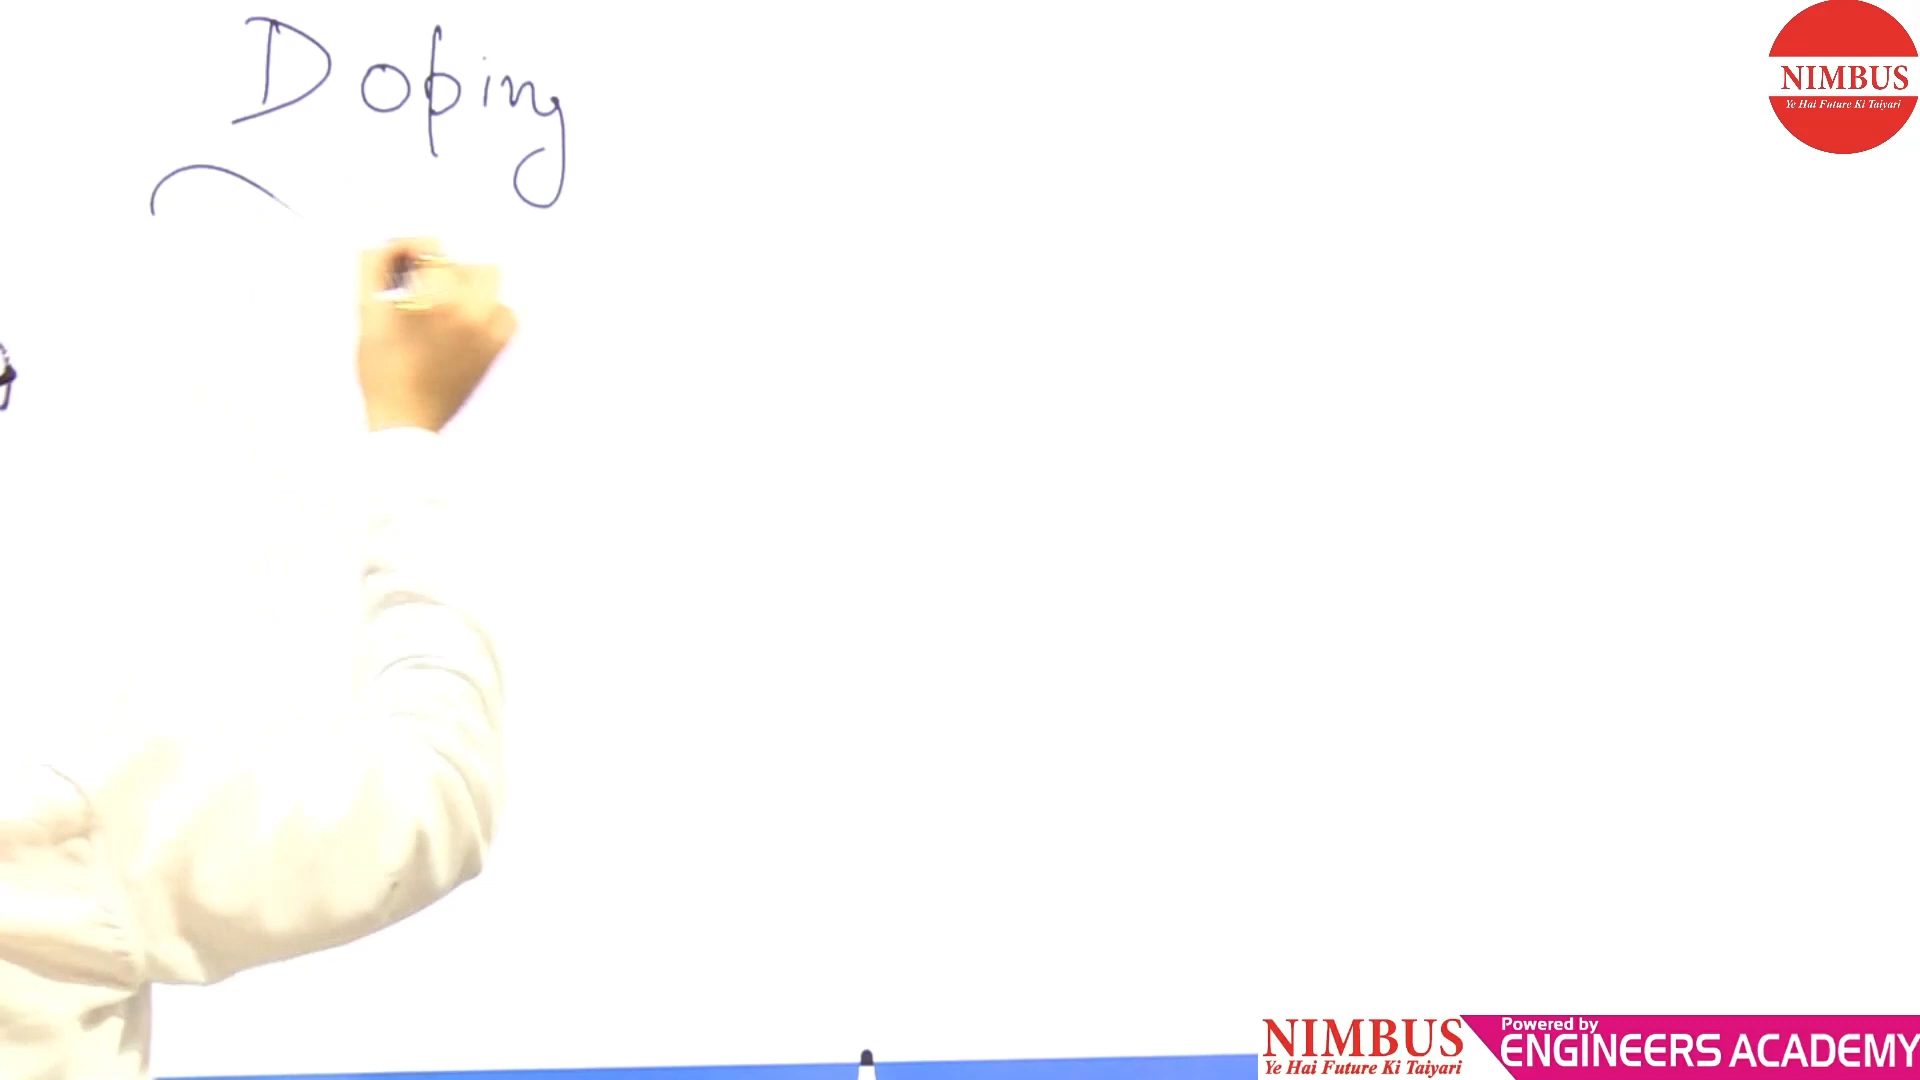 Doping
NIMBUS
Ye Hai Future Ki Taiyari
NIMBUS
Ye Hai Future Ki Taiyari
Powered by
ENGINEERS ACADEMY